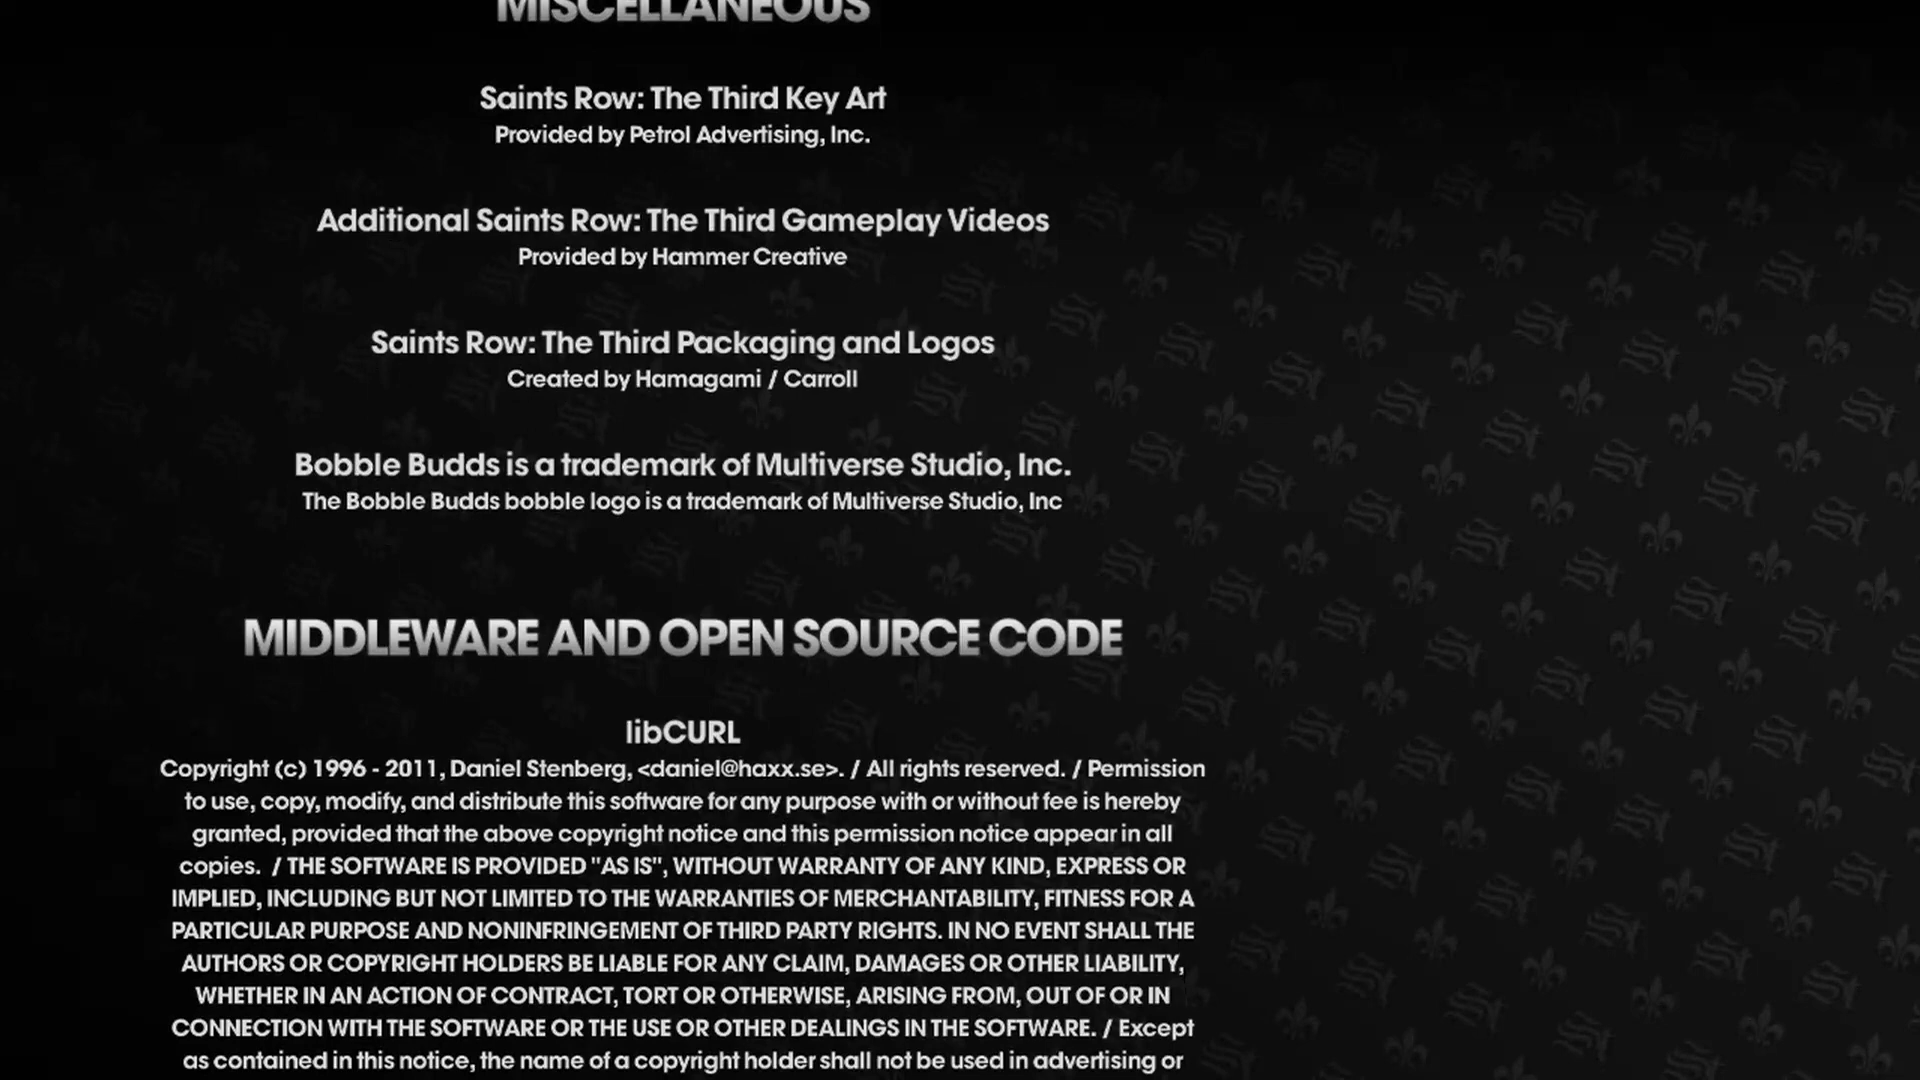 MISCELLANEOUS
Saints Row: The Third Key Art
Provided by Petrol Advertising, Inc.
Additional Saints Row: The Third Gameplay Videos
Provided by Hammer Creative
Saints Row: The Third Packaging and Logos
Created by Hamagami / Carroll
Bobble Budds is a trademark of Multiverse Studio, Inc.
The Bobble Budds bobble logo is a trademark of Multiverse Studio, Inc
MIDDLEWARE AND OPEN SOURCE CODE
libCURL
Copyright (c) 1996 - 2011, Daniel Stenberg, <daniel@haxx.se>. / All rights reserved. / Permission
to use, copy, modify, and distribute this software for any purpose with or without fee is hereby
granted, provided that the above copyright notice and this permission notice appear in all
copies.  / THE SOFTWARE IS PROVIDED "AS IS", WITHOUT WARRANTY OF ANY KIND, EXPRESS OR
IMPLIED, INCLUDING BUT NOT LIMITED TO THE WARRANTIES OF MERCHANTABILITY, FITNESS FOR A
PARTICULAR PURPOSE AND NONINFRINGEMENT OF THIRD PARTY RIGHTS. IN NO EVENT SHALL THE
AUTHORS OR COPYRIGHT HOLDERS BE LIABLE FOR ANY CLAIM, DAMAGES OR OTHER LIABILITY,
WHETHER IN AN ACTION OF CONTRACT, TORT OR OTHERWISE, ARISING FROM, OUT OF OR IN
CONNECTION WITH THE SOFTWARE OR THE USE OR OTHER DEALINGS IN THE SOFTWARE. / Except
as contained in this notice, the name of a copyright holder shall not be used in advertising or